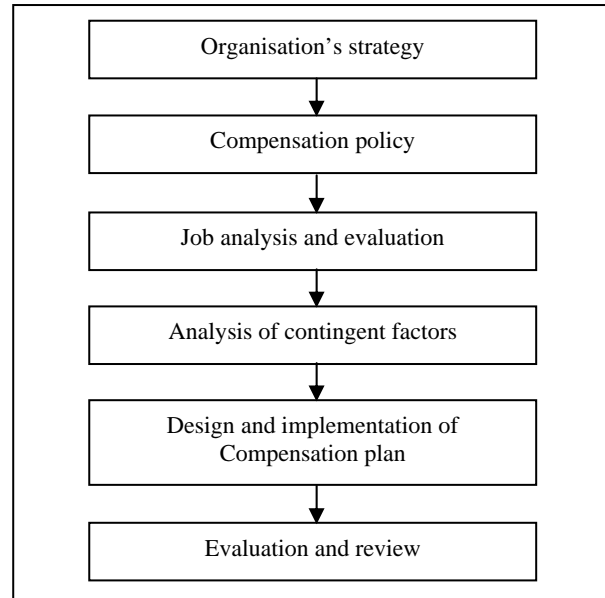 Organisation’s strategy
Compensation policy
Job analysis and evaluation
Analysis of contingent factors
Design and implementation of
Compensation plan
Evaluation and review